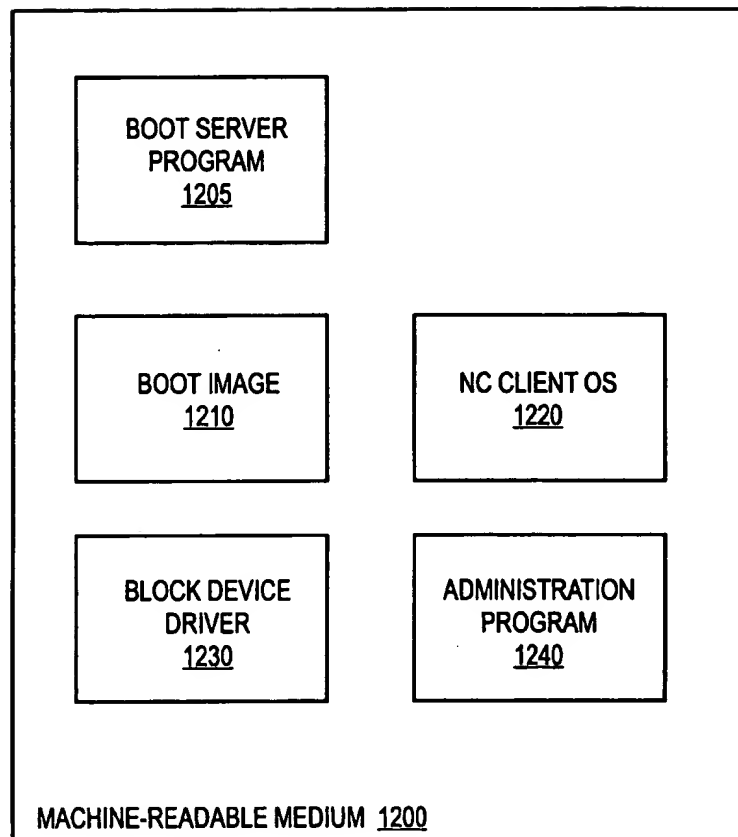 BOOT SERVER
PROGRAM
1205
BOOT IMAGE
1210
NC CLIENT OS
1220
BLOCK DEVICE
DRIVER
1230
ADMINISTRATION
PROGRAM
1240
MACHINE-READABLE MEDIUM 1200